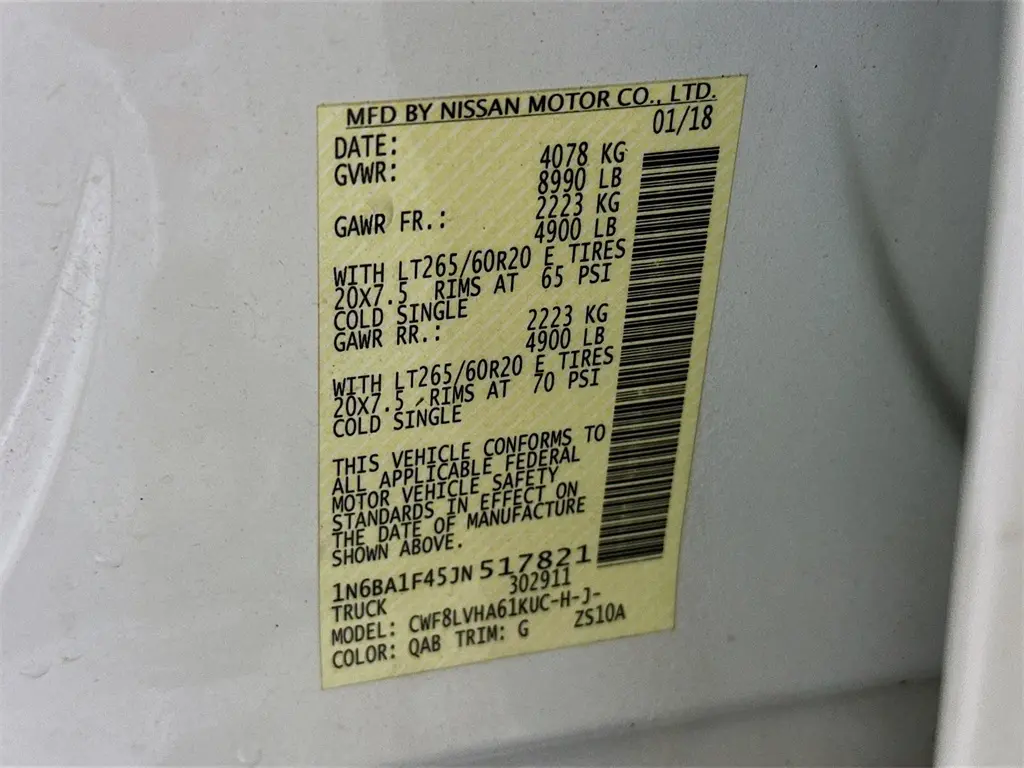 MFD BY NISSAN MOTOR CO., LTD.
DATE: 01/18
GVWR: 4078 KG
8990 LB
GAWR FR.: 2223 KG
4900 LB
WITH LT265/60R20 E TIRES
20X7.5 RIMS AT 65 PSI
COLD SINGLE
GAWR RR.: 2223 KG
4900 LB
WITH LT265/60R20 E TIRES
20X7.5 RIMS AT 70 PSI
COLD SINGLE
THIS VEHICLE CONFORMS TO
ALL APPLICABLE FEDERAL
MOTOR VEHICLE SAFETY
STANDARDS IN EFFECT ON
THE DATE OF MANUFACTURE
SHOWN ABOVE.
1N6BA1F45JN517821
TRUCK 302911
MODEL: CWF8LVHA61KUC-H-J-
COLOR: QAB TRIM: G ZS10A